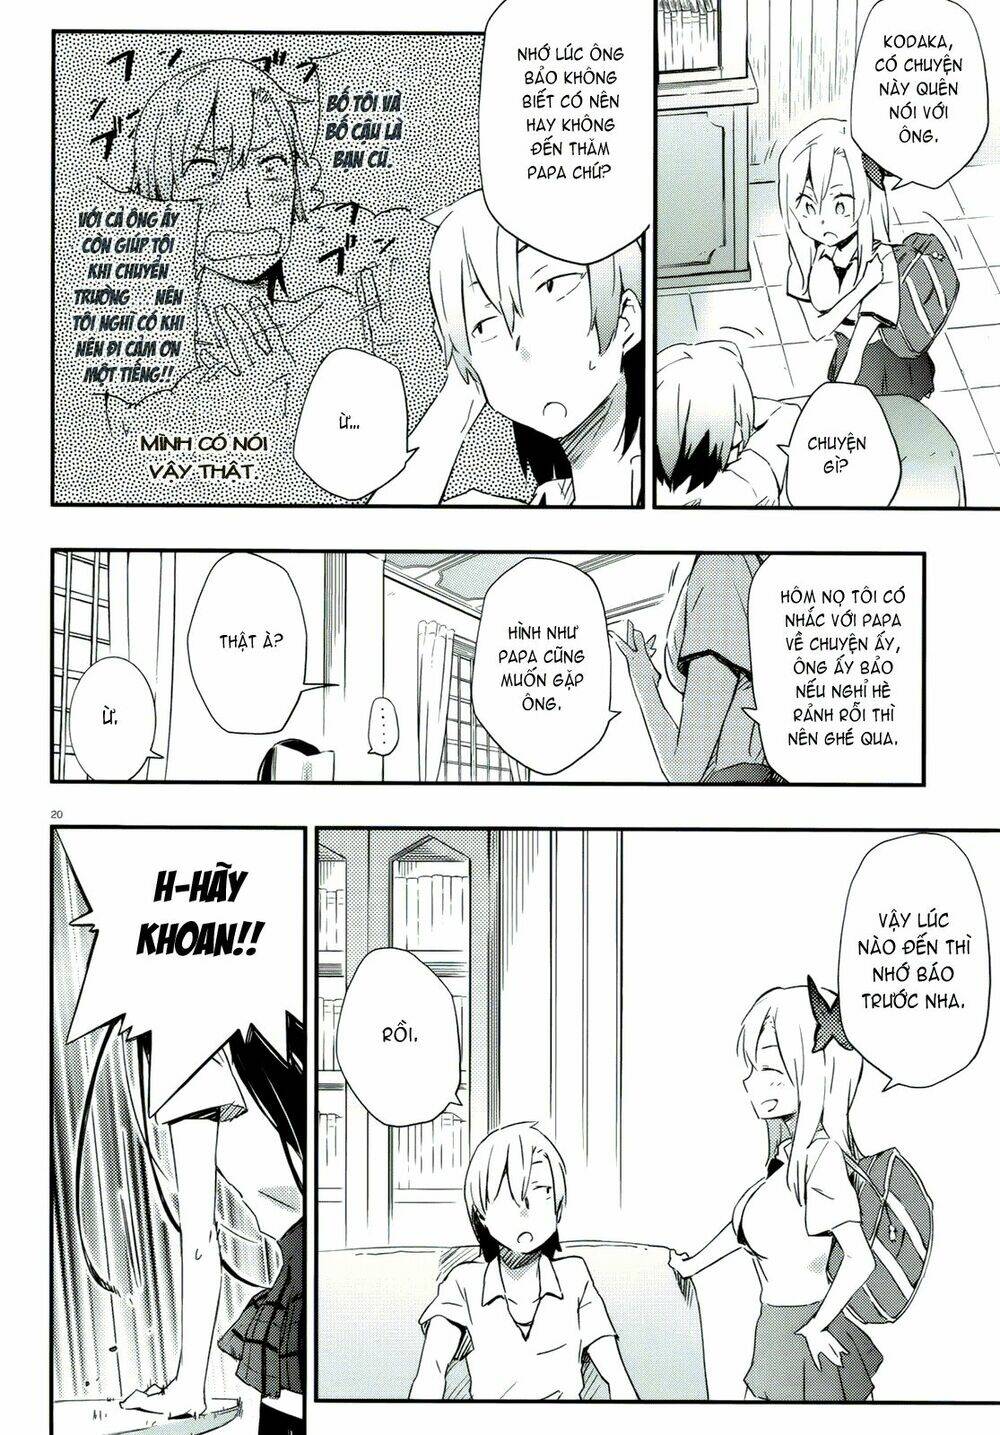 KODAKA,
CÓ CHUYỆN
NÀY QUÊN
NÓI VỚI
ÔNG.
CHUYỆN
GÌ?
NHỚ LÚC ÔNG
BẢO KHÔNG
BIẾT CÓ NÊN
HAY KHÔNG
ĐẾN THĂM
PAPA CHỨ?
BỐ TÔI VÀ
BỐ CẬU LÀ
BẠN CŨ.
VỚI CẢ ÔNG ẤY
CÒN GIÚP TÔI
KHI CHUYỂN
TRƯỜNG NÊN
TÔI NGHĨ CÓ KHI
NÊN ĐI CẢM ƠN
MỘT TIẾNG!!
Ừ...
MÌNH CÓ NÓI
VẬY THẬT
HÔM NỌ TÔI CÓ
NHẮC VỚI PAPA
VỀ CHUYỆN ẤY,
ÔNG ẤY BẢO
NẾU NGHỈ HÈ
RẢNH RỖI THÌ
NÊN GHÉ QUA.
HÌNH NHƯ
PAPA CŨNG
MUỐN GẶP
ÔNG.
....
THẬT À?
Ừ.
20
VẬY LÚC
NÀO ĐẾN THÌ
NHỚ BÁO
TRƯỚC NHA.
RỒI.
H-HÃY
KHOAN!!